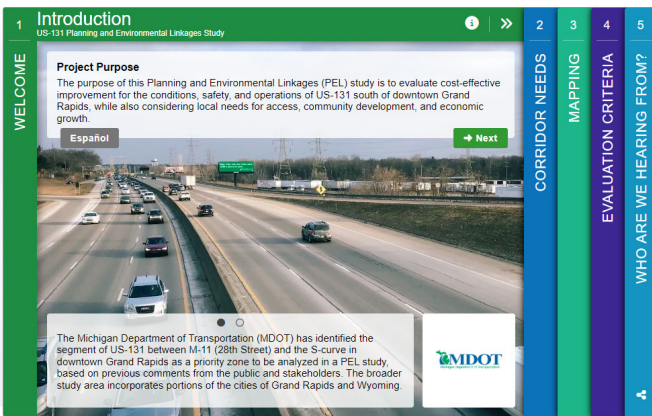 1
WELCOME
Introduction
US-131 Planning and Environmental Linkages Study
Project Purpose
The purpose of this Planning and Environmental Linkages (PEL) study is to evaluate cost-effective
improvement for the conditions, safety, and operations of US-131 south of downtown Grand
Rapids, while also considering local needs for access, community development, and economic
growth.
Español
Next
The Michigan Department of Transportation (MDOT) has identified the
segment of US-131 between M-11 (28th Street) and the S-curve in
downtown Grand Rapids as a priority zone to be analyzed in a PEL study,
based on previous comments from the public and stakeholders. The broader
study area incorporates portions of the cities of Grand Rapids and Wyoming.
MDOT
Michigan Department of Transportation
2
CORRIDOR NEEDS
3
MAPPING
4
EVALUATION CRITERIA
5
WHO ARE WE HEARING FROM?